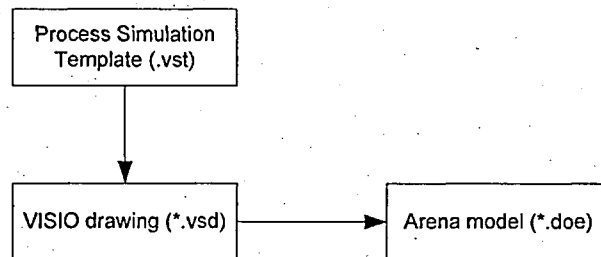 Process Simulation
Template (.vst)
VISIO drawing (*.vsd)
Arena model (*.doe)